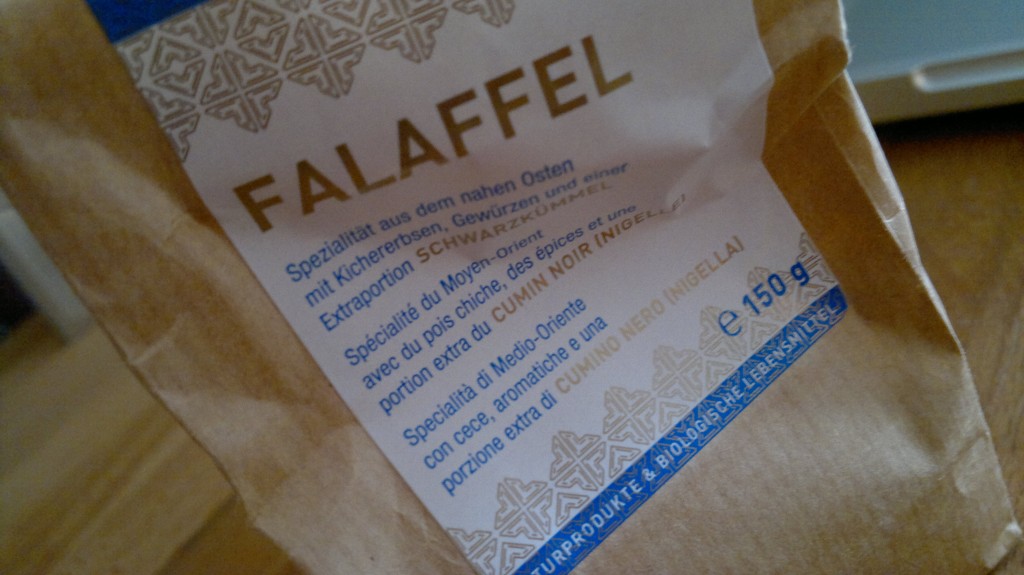 FALAFFEL
Spezialität aus dem nahen Osten
mit Kichererbsen, Gewürzen und einer
Extraportion SCHWARZKÜMMEL
Spécialité du Moyen-Orient
avec du pois chiche, des épices et une
portion extra du CUMIN NOIR (NIGELLE)
Specialità di Medio-Oriente
con cece, aromatiche e una
porzione extra di CUMINO NERO (NIGELLA)
e 150 g
TURPRODUKTE & BIOLOGISCHE LEBENSMITTEL